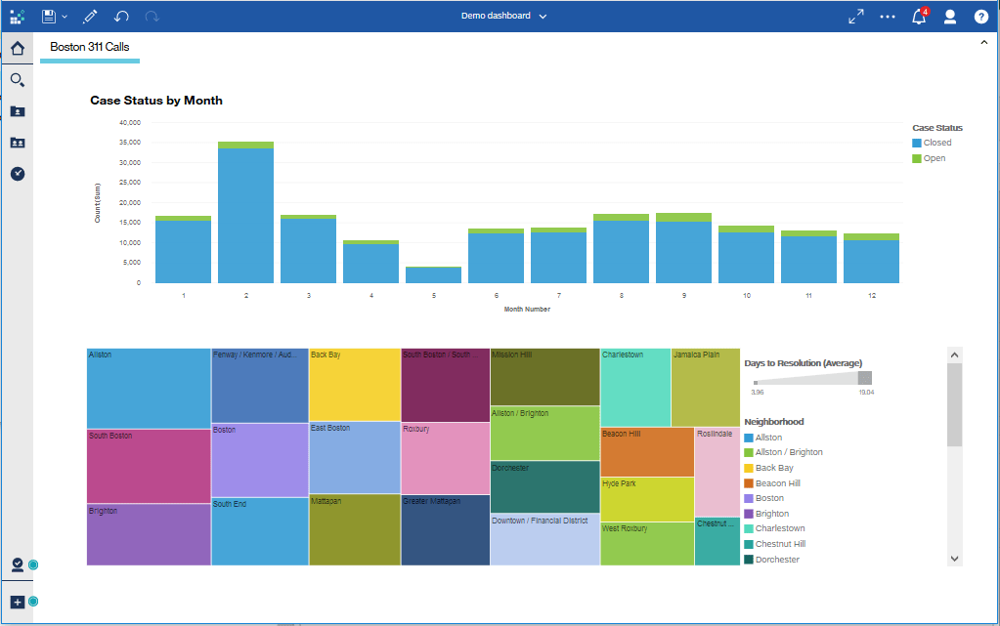 Demo dashboard
4
?
Boston 311 Calls
Case Status by Month
Case Status
Closed
Open
Count (Sum)
40,000
35,000
30,000
25,000
20,000
15,000
10,000
5,000
0
1 2 3 4 5 6 7 8 9 10 11 12
Month Number
Allston
Fenway / Kenmore / Aud...
Back Bay
South Boston / South ...
Mission Hill
Charlestown
Jamaica Plain
Allston / Brighton
South Boston
Boston
East Boston
Roxbury
Beacon Hill
Roslindale
Dorchester
Hyde Park
Brighton
South End
Mattapan
Greater Mattapan
Downtown / Financial District
West Roxbury
Chestnut ...
Days to Resolution (Average)
3.96 19.04
Neighborhood
Allston
Allston / Brighton
Back Bay
Beacon Hill
Boston
Brighton
Charlestown
Chestnut Hill
Dorchester